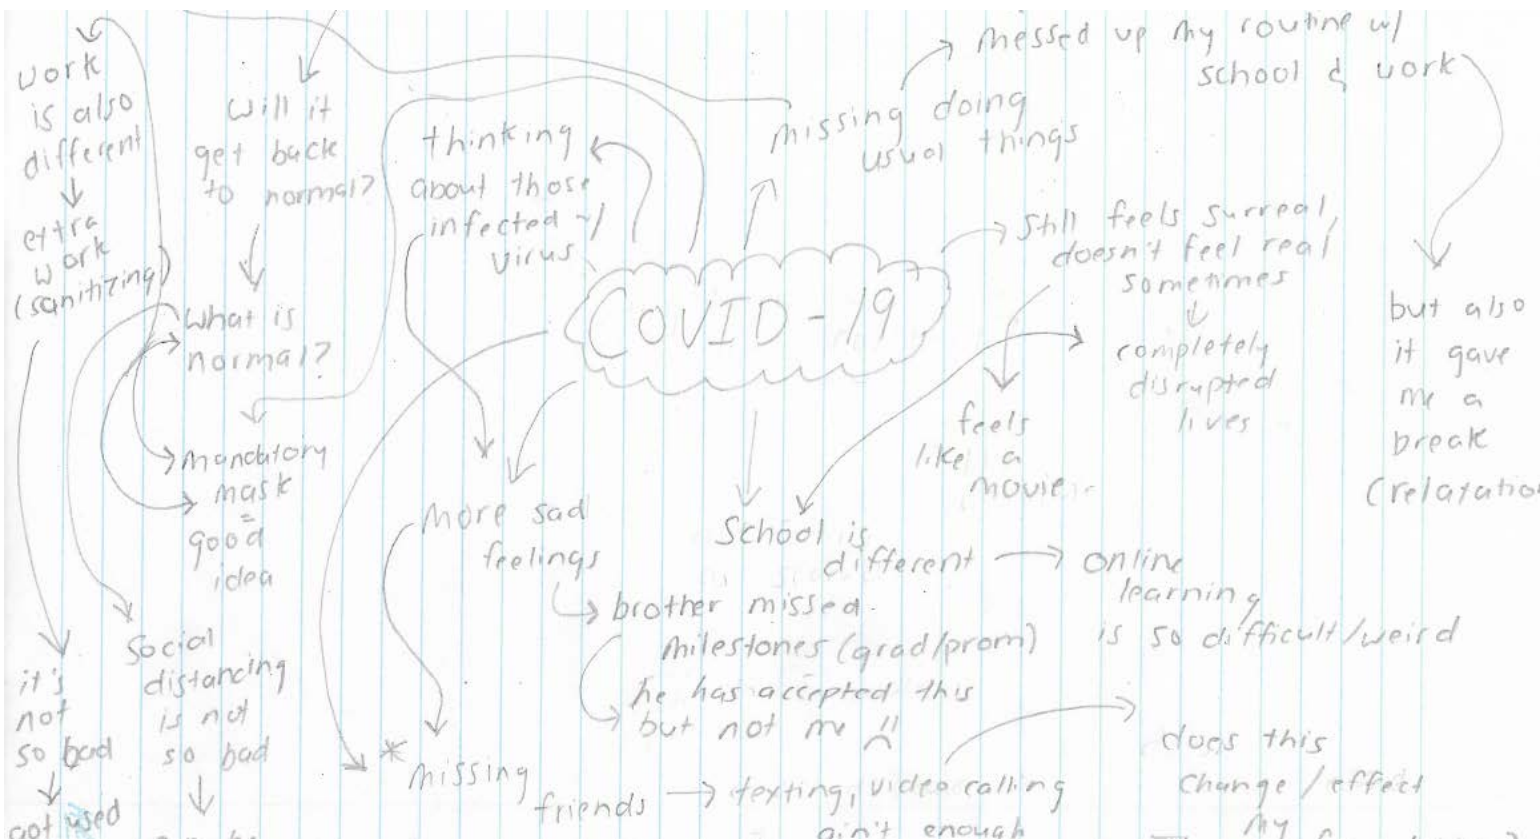 work
is also
different
extra
work
(sanitizing)
it's
not
so bad
got used
will it
get back
to normal?
what is
normal?
mandatory
mask
=
good
idea
social
distancing
is not
so bad
thinking
about those
infected w/
virus
COVID-19
missing doing
usual things
messed up my routine w/
school & work
but also
it gave
me a
break
(relaxation
still feels surreal,
doesn't feel real
sometimes
completely
disrupted
lives
feels
like a
movie
more sad
feelings
brother missed
milestones (grad/prom)
he has accepted this
but not me
School is
different
online
learning
is so difficult/weird
* missing
friends
texting, video calling
ain't enough
does this
change/effect
my